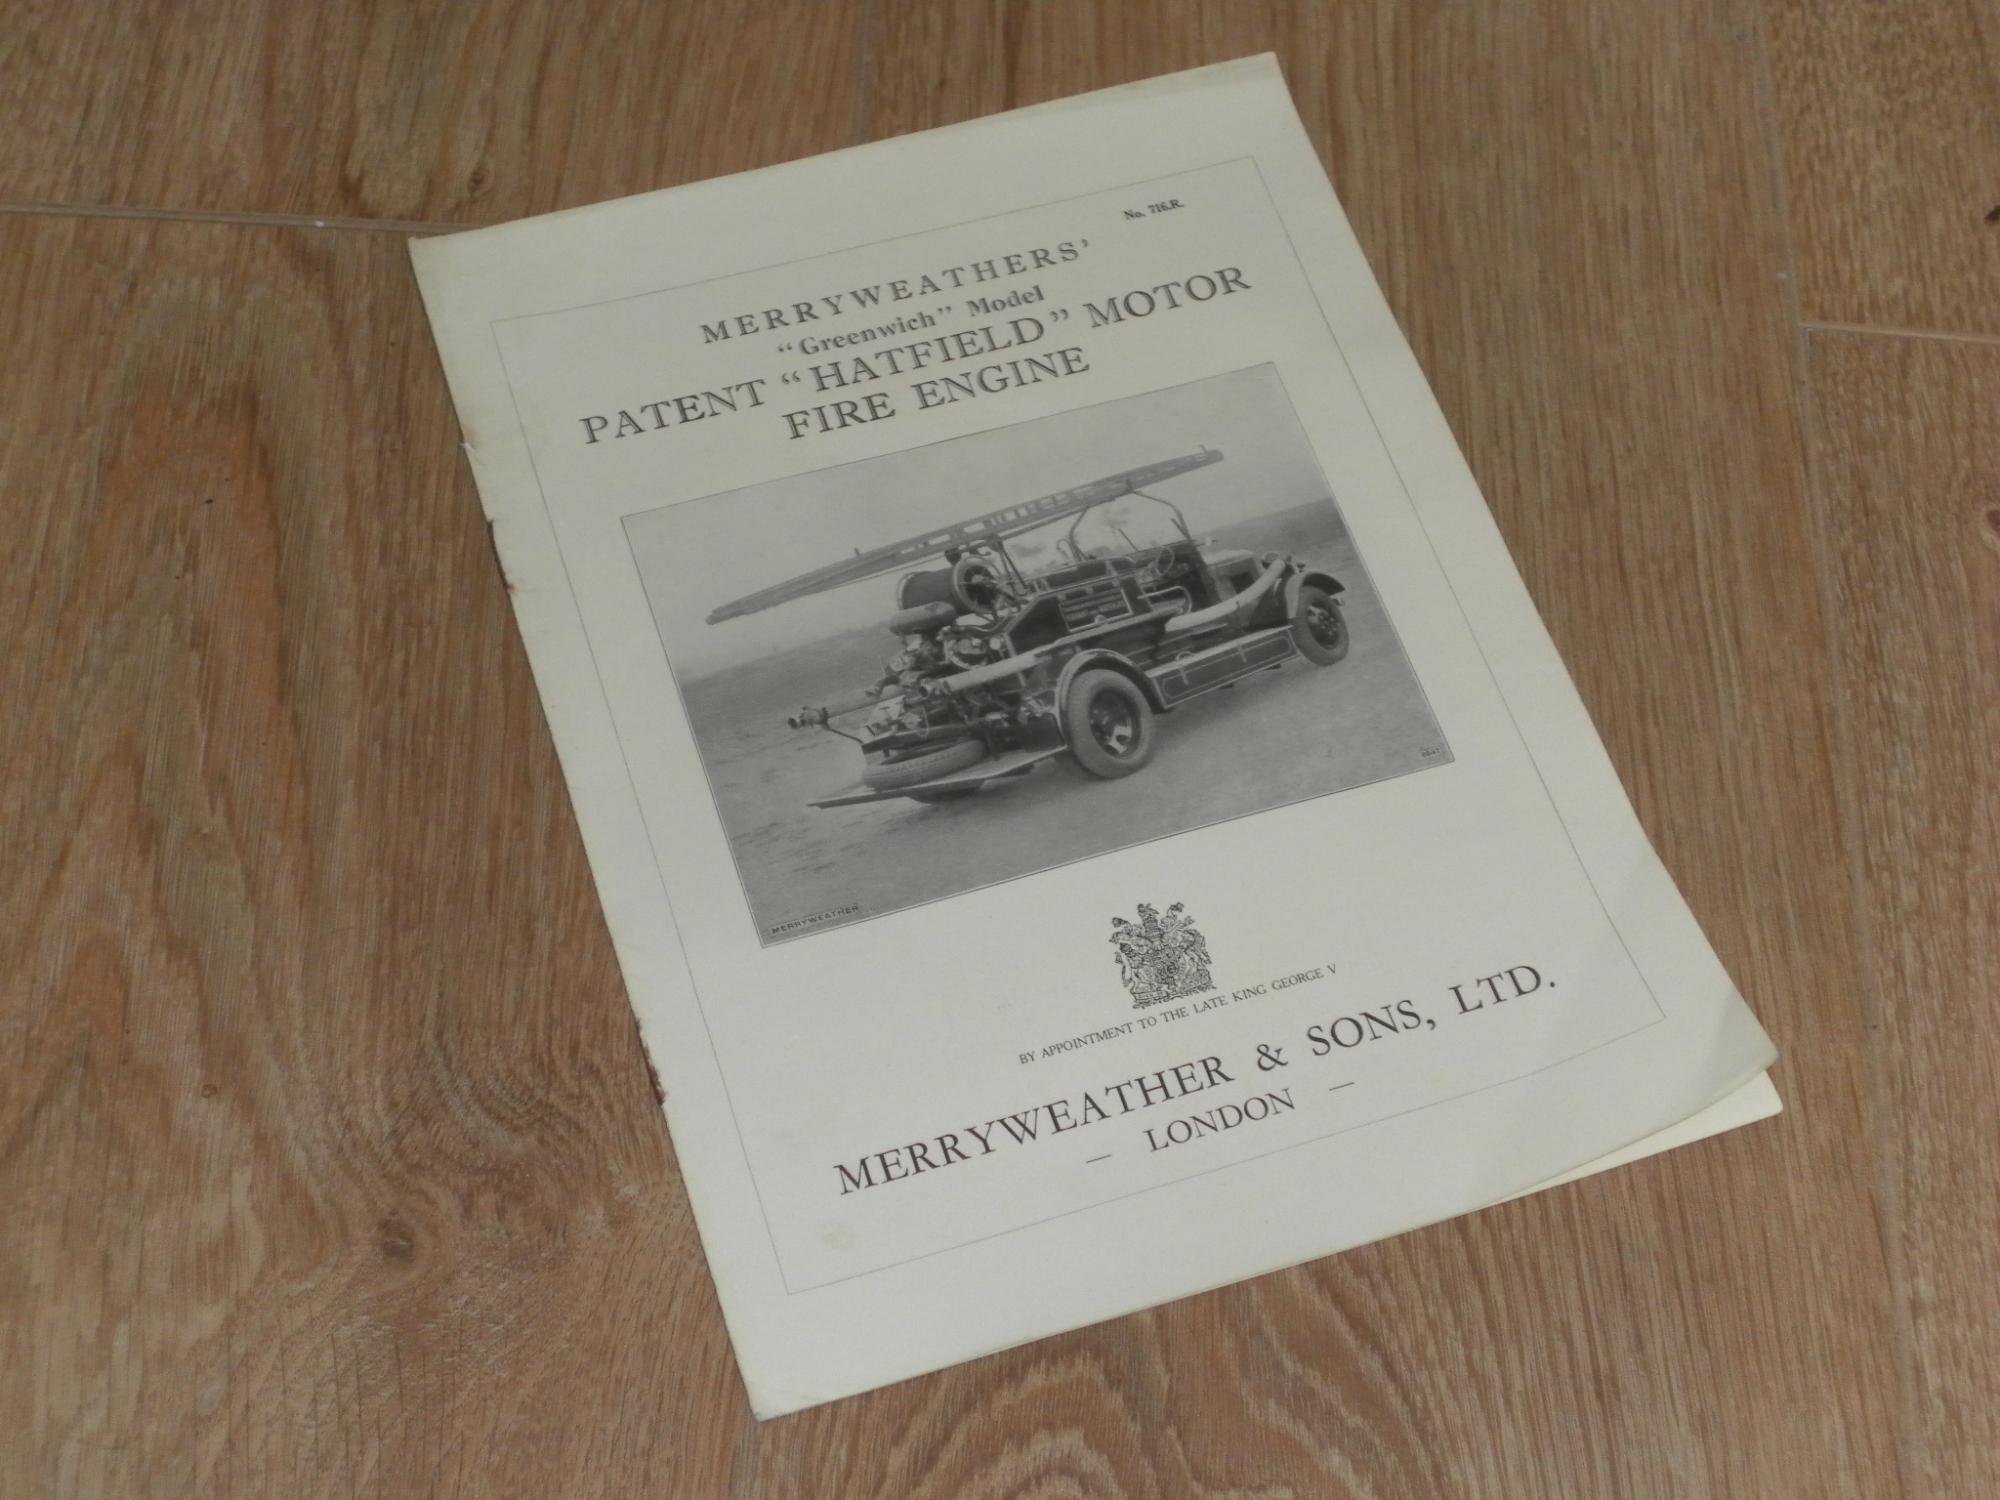 No. 716.R.
MERRYWEATHERS'
“Greenwich” Model
PATENT “HATFIELD” MOTOR
FIRE ENGINE
MERRYWEATHER
BY APPOINTMENT TO THE LATE KING GEORGE V
MERRYWEATHER & SONS, LTD.
– LONDON –